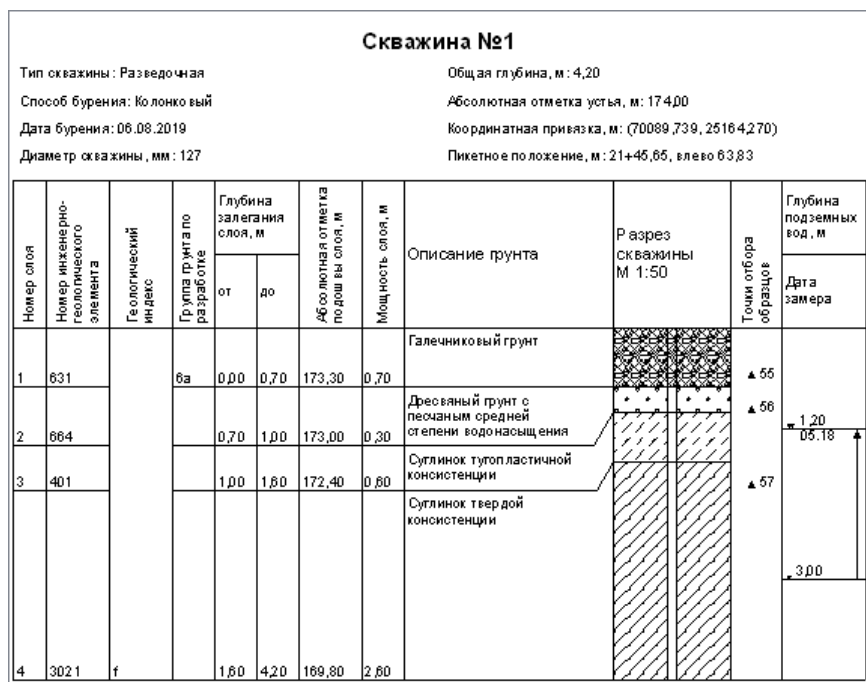 Скважина №1
Тип скважины: Разведочная
Общая глубина, м: 4,20
Способ бурения: Колонковый
Абсолютная отметка устья, м: 174,00
Дата бурения: 06.08.2019
Координатная привязка, м: (70089,739, 25164,270)
Диаметр скважины, мм: 127
Пикетное положение, м: 21+45,65, влево 63,83
Номер слоя
Номер инженерно-
геологического
элемента
Геологический
индекс
Группа грунта по
разработке
Глубина
залегания
слоя, м
от
до
Абсолютная отметка
подошвы слоя, м
Мощность слоя, м
Описание грунта
Разрез
скважины
М 1:50
Точки отбора
образцов
Глубина
подземных
вод, м
Дата
замера
Галечниковый грунт
1 631 6а 0,00 0,70 173,30 0,70
▲ 55
Дресвяный грунт с
песчаным средней
степени водонасыщения
2 664 0,70 1,00 173,00 0,30
▲ 56
1,20
05.18
Суглинок тугопластичной
консистенции
3 401 1,00 1,60 172,40 0,60
▲ 57
Суглинок твердой
консистенции
3,00
4 3021 f 1,60 4,20 169,80 2,60